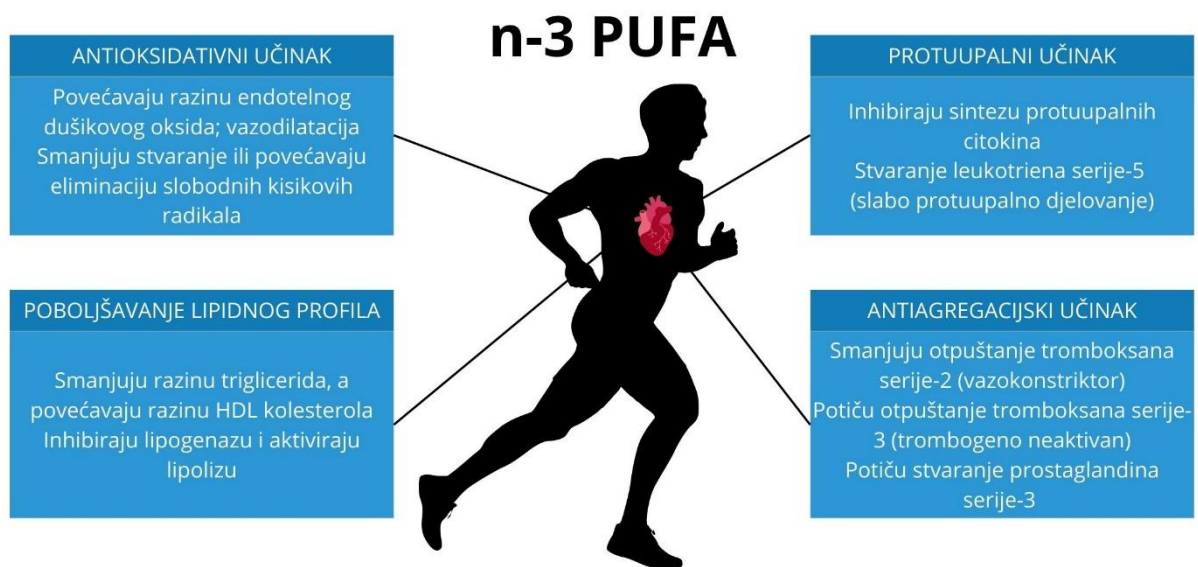 n-3 PUFA
ANTIOKSIDATIVNI UČINAK
Povećavaju razinu endotelnog
dušikovog oksida; vazodilatacija
Smanjuju stvaranje ili povećavaju
eliminaciju slobodnih kisikovih
radikala
PROTUUPALNI UČINAK
Inhibiraju sintezu protuupalnih
citokina
Stvaranje leukotriena serije-5
(slabo protuupalno djelovanje)
POBOLJŠAVANJE LIPIDNOG PROFILA
Smanjuju razinu triglicerida, a
povećavaju razinu HDL kolesterola
Inhibiraju lipogenazu i aktiviraju
lipolizu
ANTIAGREGACIJSKI UČINAK
Smanjuju otpuštanje tromboksana
serije-2 (vazokonstriktor)
Potiču otpuštanje tromboksana serije-
3 (trombogeno neaktivan)
Potiču stvaranje prostaglandina
serije-3